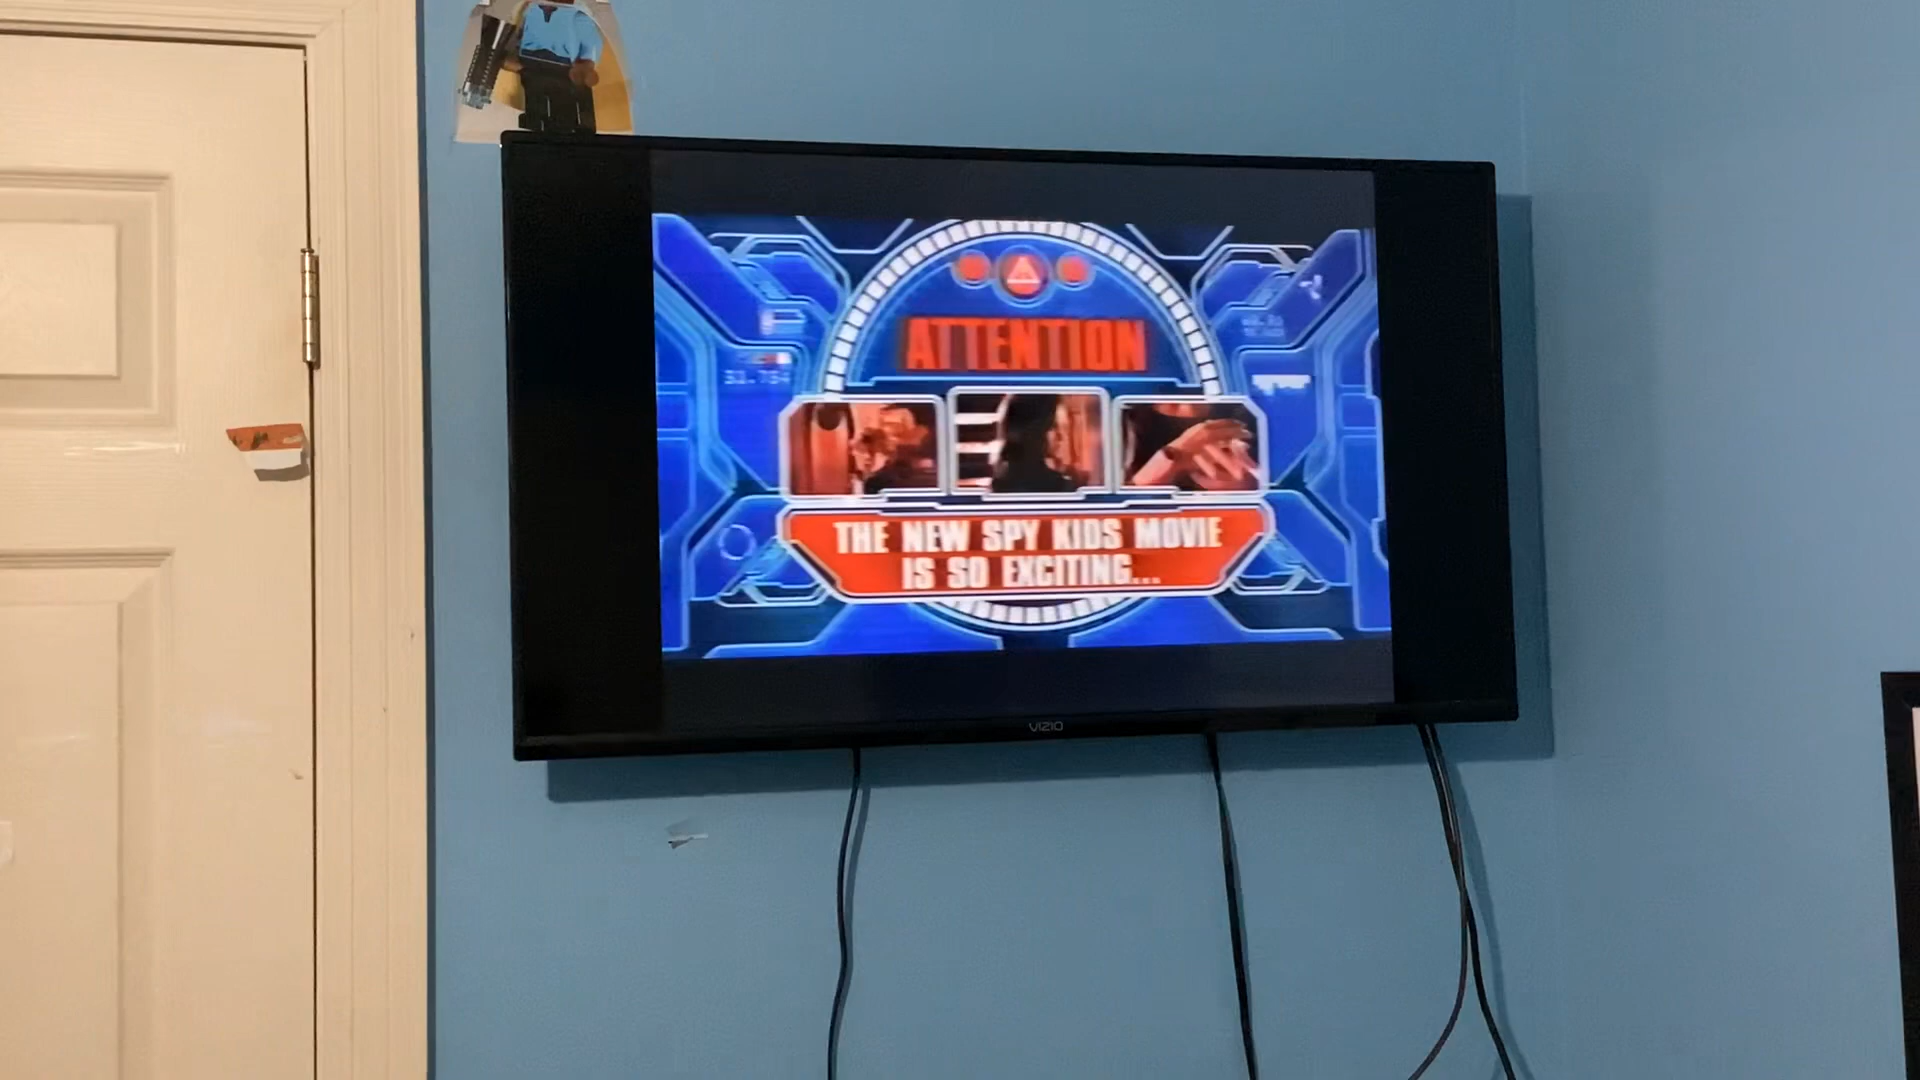 ATTENTION
THE NEW SPY KIDS MOVIE
IS SO EXCITING...
VIZIO